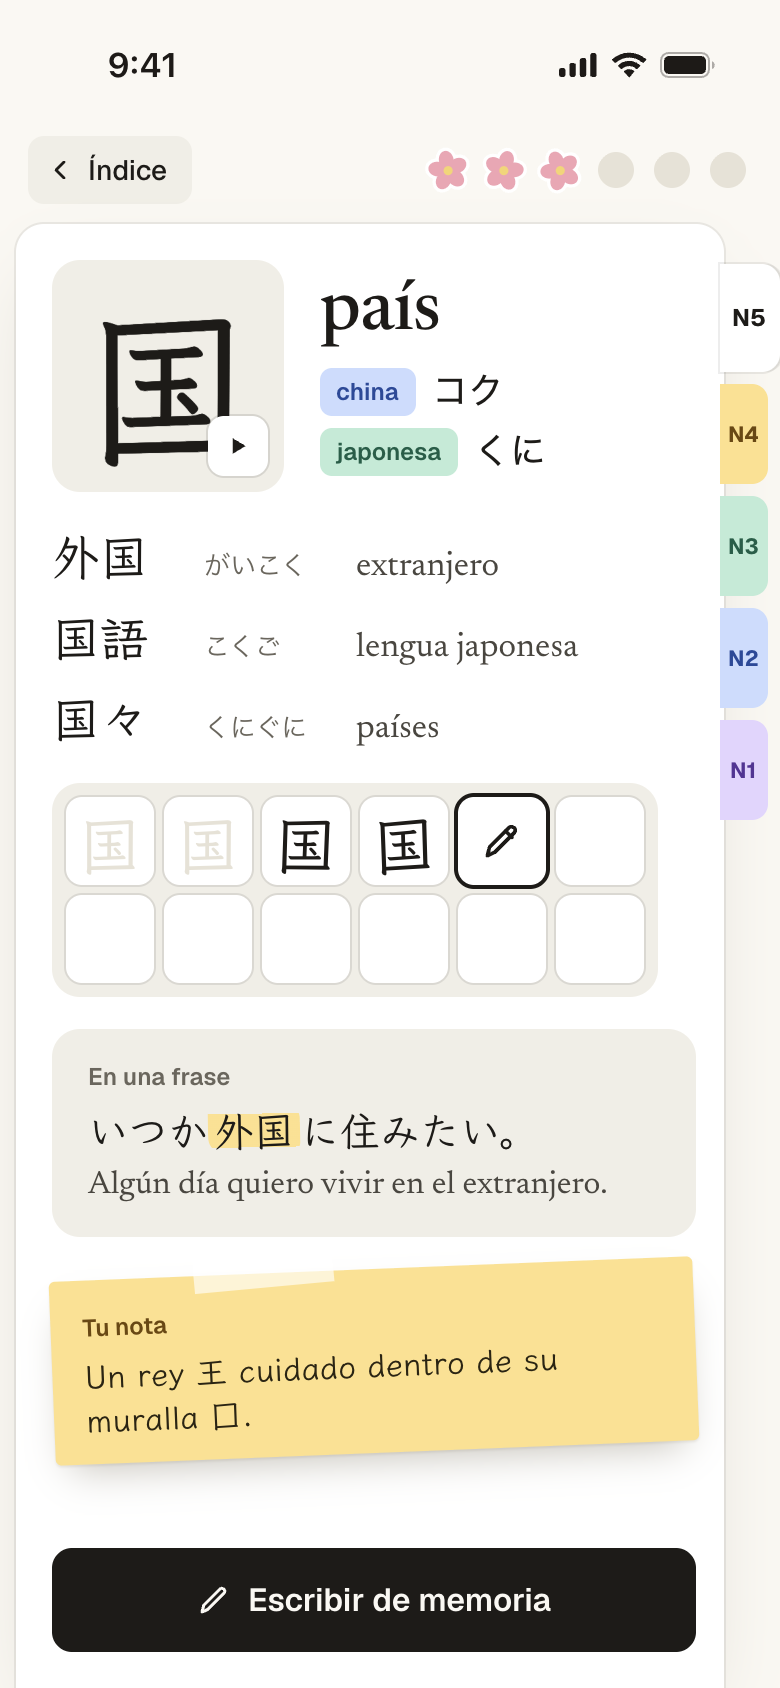 9:41
Índice
国
país
china コク
japonesa くに
N5
N4
N3
N2
N1
外国 がいこく extranjero
国語 こくご lengua japonesa
国々 くにぐに países
国 国 国 国
En una frase
いつか外国に住みたい。
Algún día quiero vivir en el extranjero.
Tu nota
Un rey 王 cuidado dentro de su
muralla 囗.
Escribir de memoria